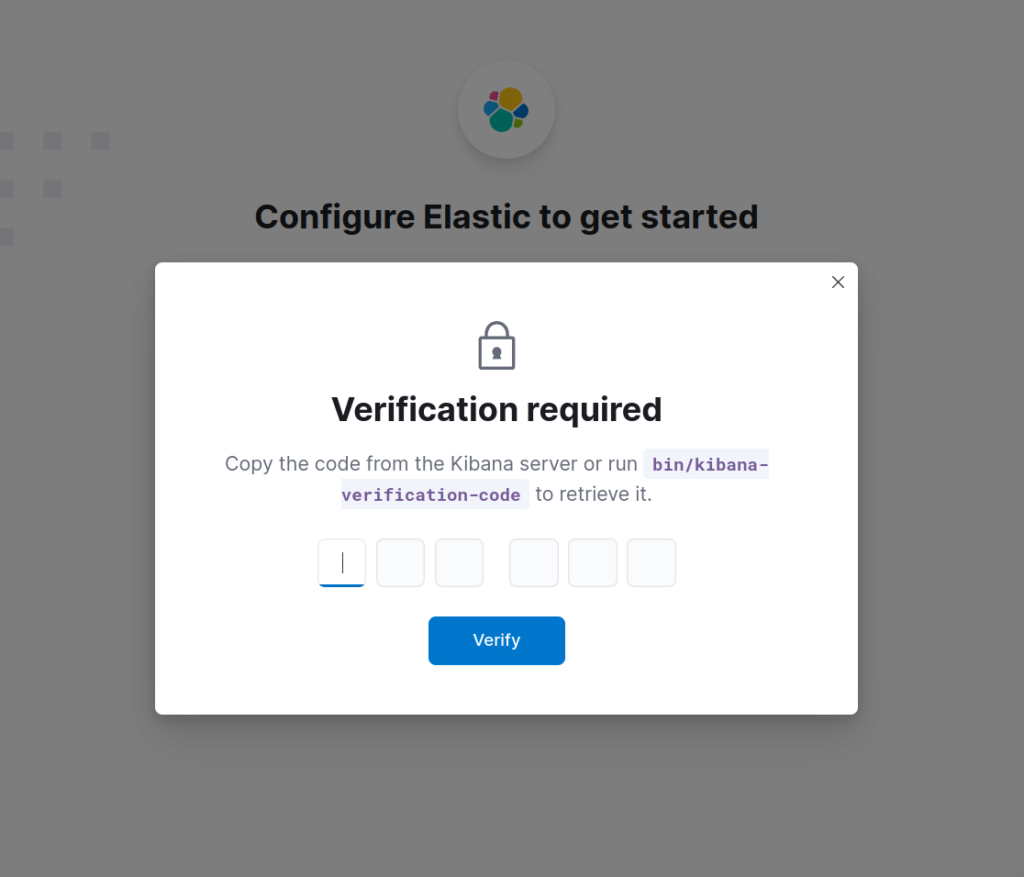 Configure Elastic to get started
Verification required
Copy the code from the Kibana server or run bin/kibana-
verification-code to retrieve it.
Verify